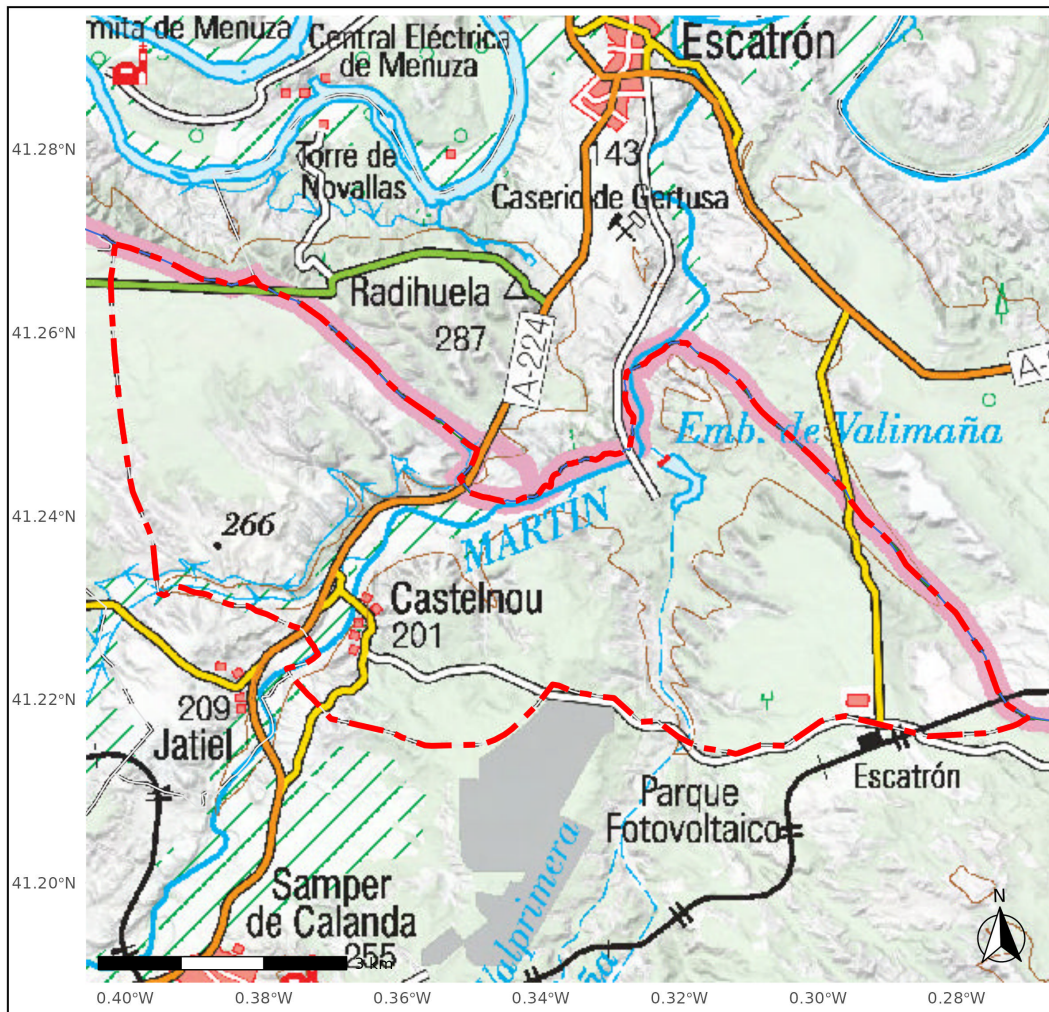 mita de Menuza
Central Eléctrica
de Menuza
Escatrón
41.28°N
Torre de
Novallas
143
Caserio de Gertusa
41.26°N
Radihuela
287
A-224
Emb. de Valimaña
41.24°N
266
MARTÍN
Castelnou
201
41.22°N
209
Jatiel
Escatrón
Parque
Fotovoltaico
41.20°N
Samper
de Calanda
255
Valprimera
N
3 km
0.40°W
0.38°W
0.36°W
0.34°W
0.32°W
0.30°W
0.28°W